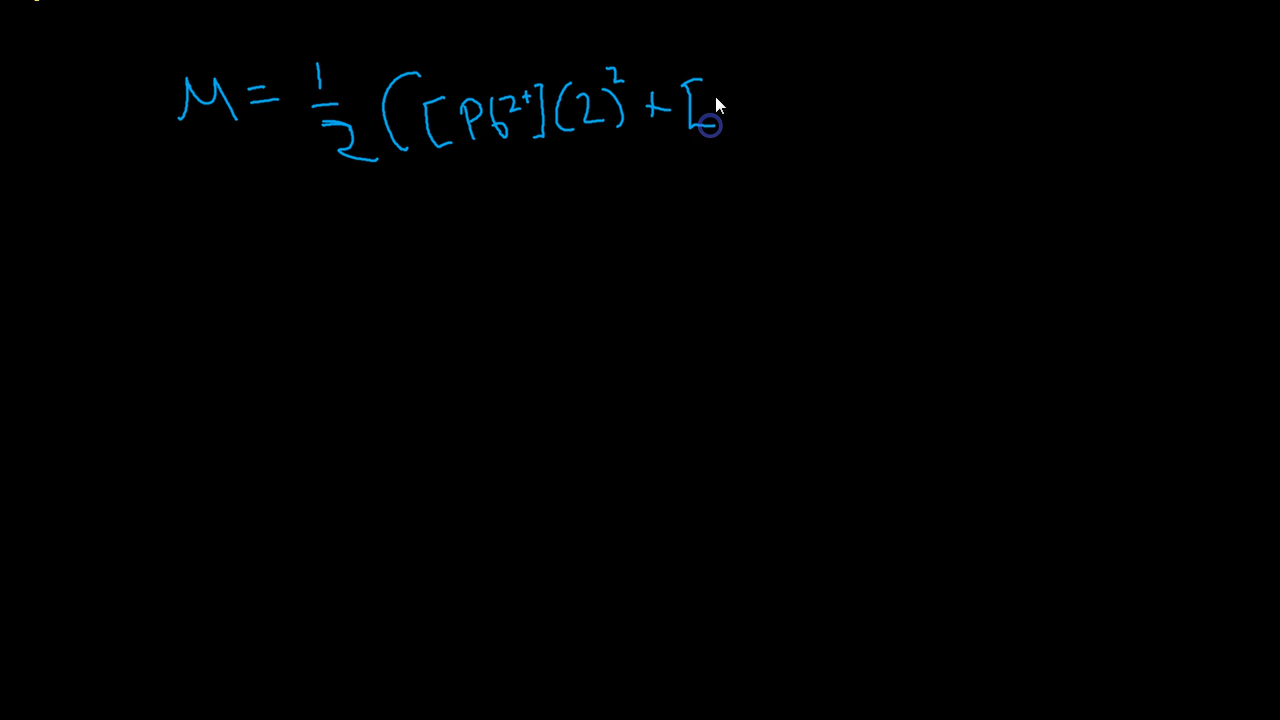 μ = 1/2 ([Pb²⁺](2)² + [